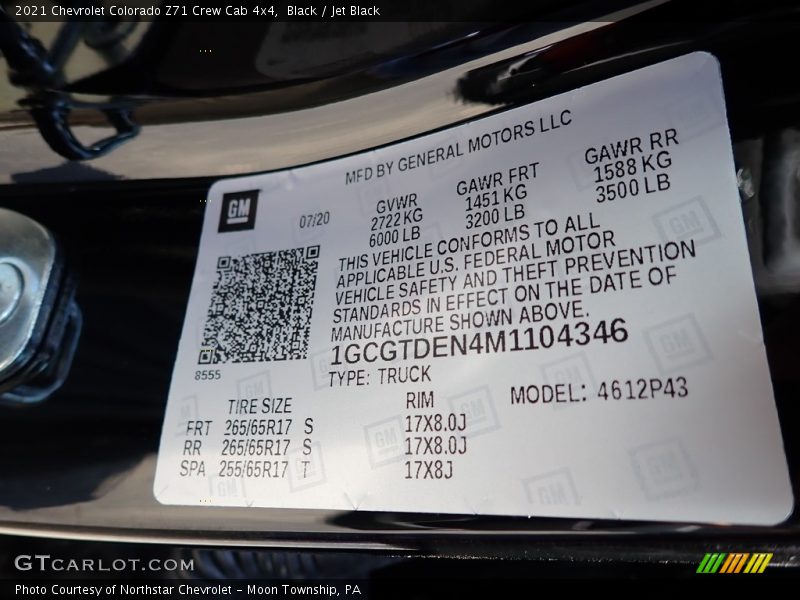 2021 Chevrolet Colorado Z71 Crew Cab 4x4, Black / Jet Black
MFD BY GENERAL MOTORS LLC
GM
07/20
GVWR GAWR FRT GAWR RR
2722 KG 1451 KG 1588 KG
6000 LB 3200 LB 3500 LB
THIS VEHICLE CONFORMS TO ALL
APPLICABLE U.S. FEDERAL MOTOR
VEHICLE SAFETY AND THEFT PREVENTION
STANDARDS IN EFFECT ON THE DATE OF
MANUFACTURE SHOWN ABOVE.
1GCGTDEN4M1104346
8555
TYPE: TRUCK
MODEL: 4612P43
TIRE SIZE RIM
FRT 265/65R17 S 17X8.0J
RR 265/65R17 S 17X8.0J
SPA 255/65R17 T 17X8J
GTCARLOT.COM
Photo Courtesy of Northstar Chevrolet - Moon Township, PA